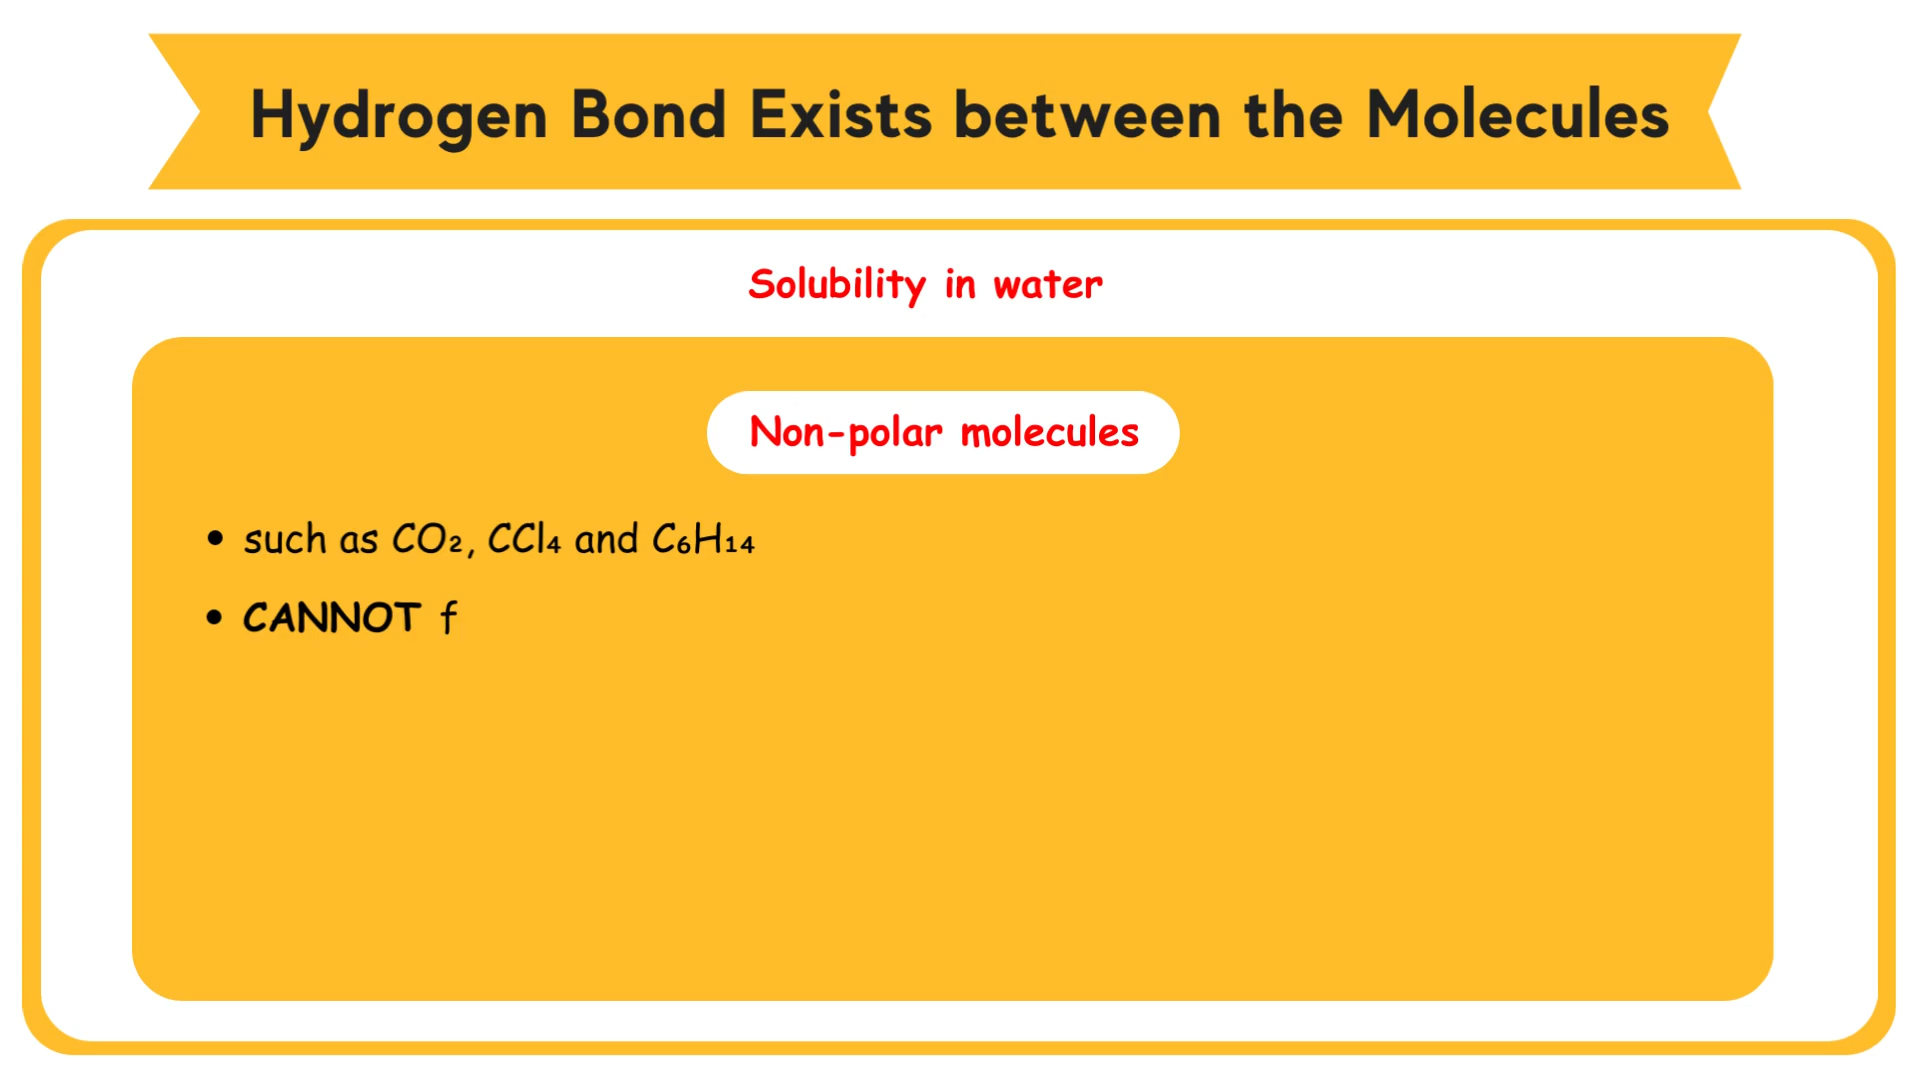 Hydrogen Bond Exists between the Molecules
Solubility in water
Non-polar molecules
• such as CO₂, CCl₄ and C₆H₁₄
• CANNOT f